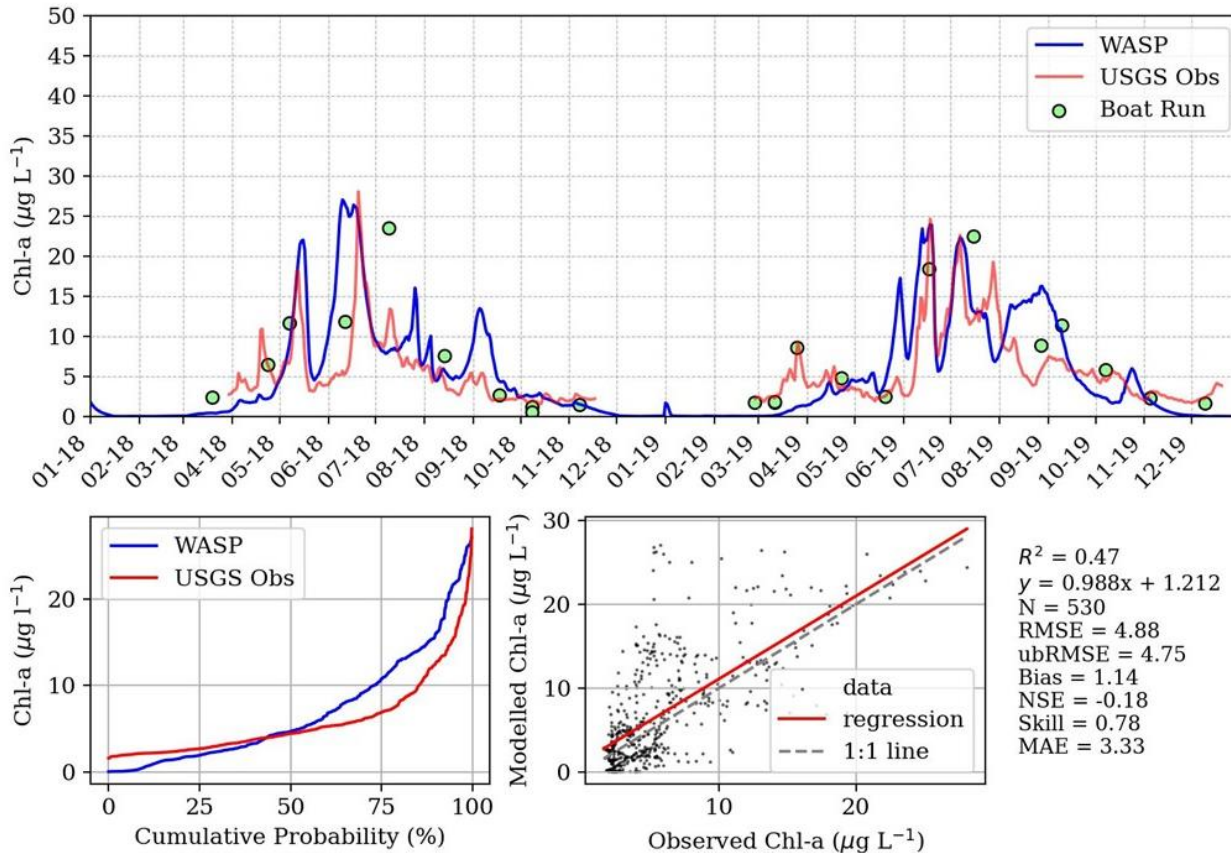 50
45
40
35
30
25
20
15
10
5
0
Chl-a (μg L⁻¹)
WASP
USGS Obs
Boat Run
01-18
02-18
03-18
04-18
05-18
06-18
07-18
08-18
09-18
10-18
11-18
12-18
01-19
02-19
03-19
04-19
05-19
06-19
07-19
08-19
09-19
10-19
11-19
12-19
20
10
0
Chl-a (μg l⁻¹)
WASP
USGS Obs
0 25 50 75 100
Cumulative Probability (%)
30
20
10
0
Modelled Chl-a (μg L⁻¹)
data
regression
1:1 line
10 20
Observed Chl-a (μg L⁻¹)
R² = 0.47
y = 0.988x + 1.212
N = 530
RMSE = 4.88
ubRMSE = 4.75
Bias = 1.14
NSE = -0.18
Skill = 0.78
MAE = 3.33